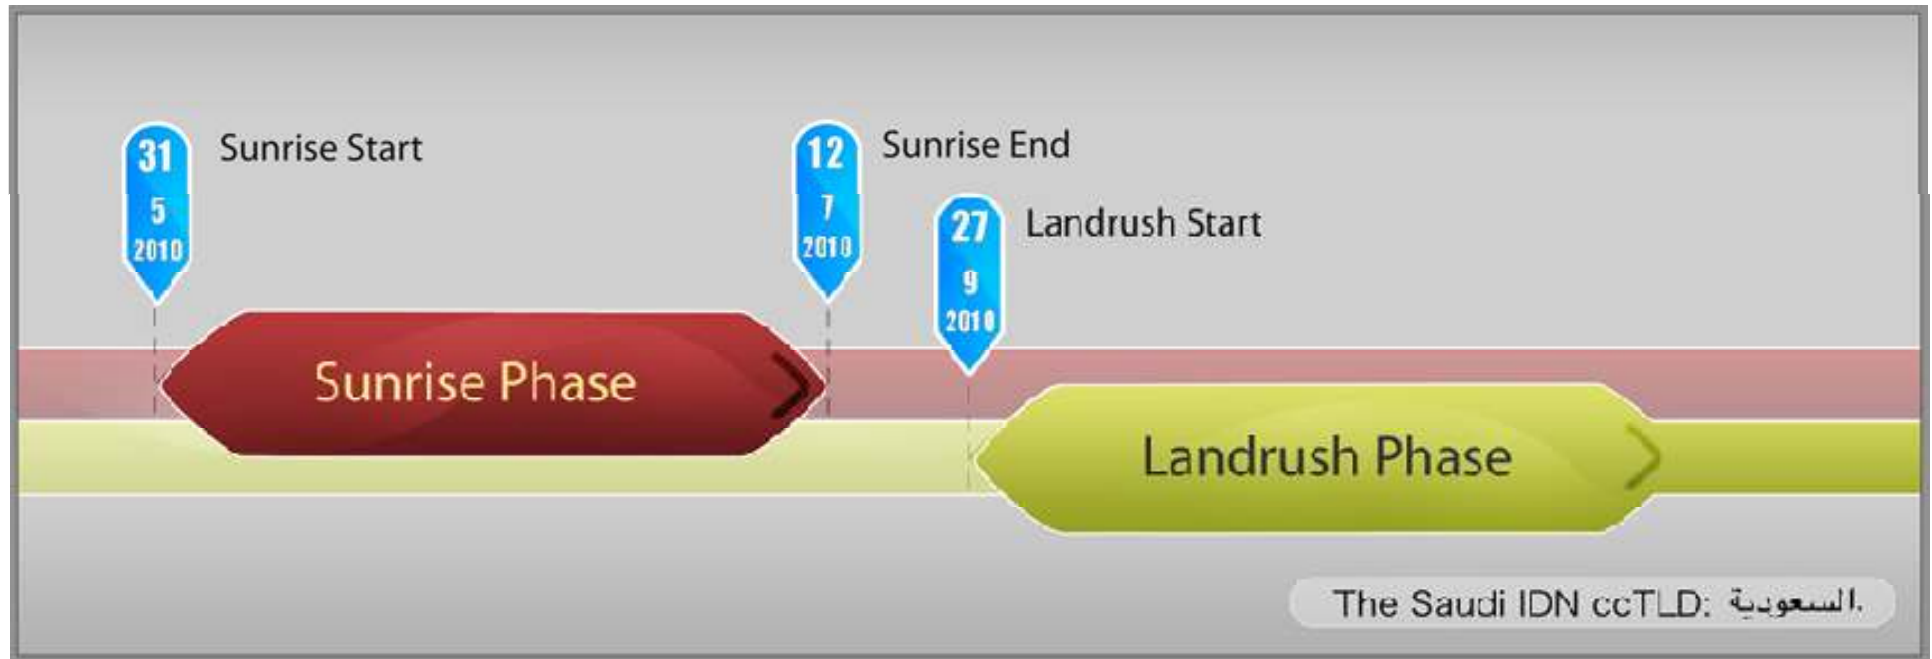 31
5
2010
Sunrise Start
12
7
2010
Sunrise End
27
9
2010
Landrush Start
Sunrise Phase
Landrush Phase
The Saudi IDN ccTLD: السعودية.